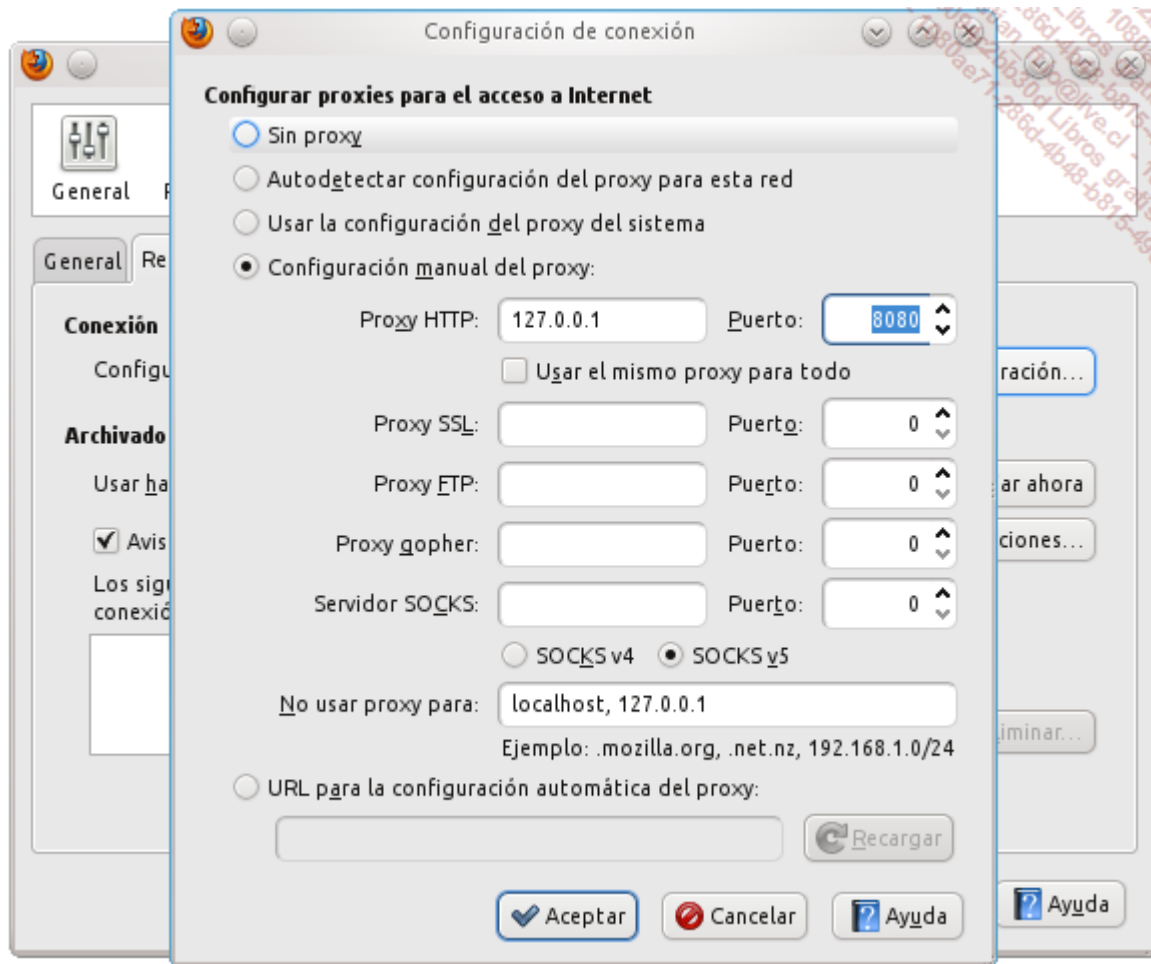 Configuración de conexión
Configurar proxies para el acceso a Internet
Sin proxy
Autodetectar configuración del proxy para esta red
Usar la configuración del proxy del sistema
Configuración manual del proxy:
Proxy HTTP: 127.0.0.1 Puerto: 8080
Usar el mismo proxy para todo
Proxy SSL: Puerto: 0
Proxy FTP: Puerto: 0
Proxy gopher: Puerto: 0
Servidor SOCKS: Puerto: 0
SOCKS v4 SOCKS v5
No usar proxy para: localhost, 127.0.0.1
Ejemplo: .mozilla.org, .net.nz, 192.168.1.0/24
URL para la configuración automática del proxy:
Recargar
Aceptar Cancelar Ayuda
General
General Re
Conexión
Configu
ración...
Archivado
Usar ha
ar ahora
Avis
ciones...
Los sigu
conexió
iminar...
Ayuda